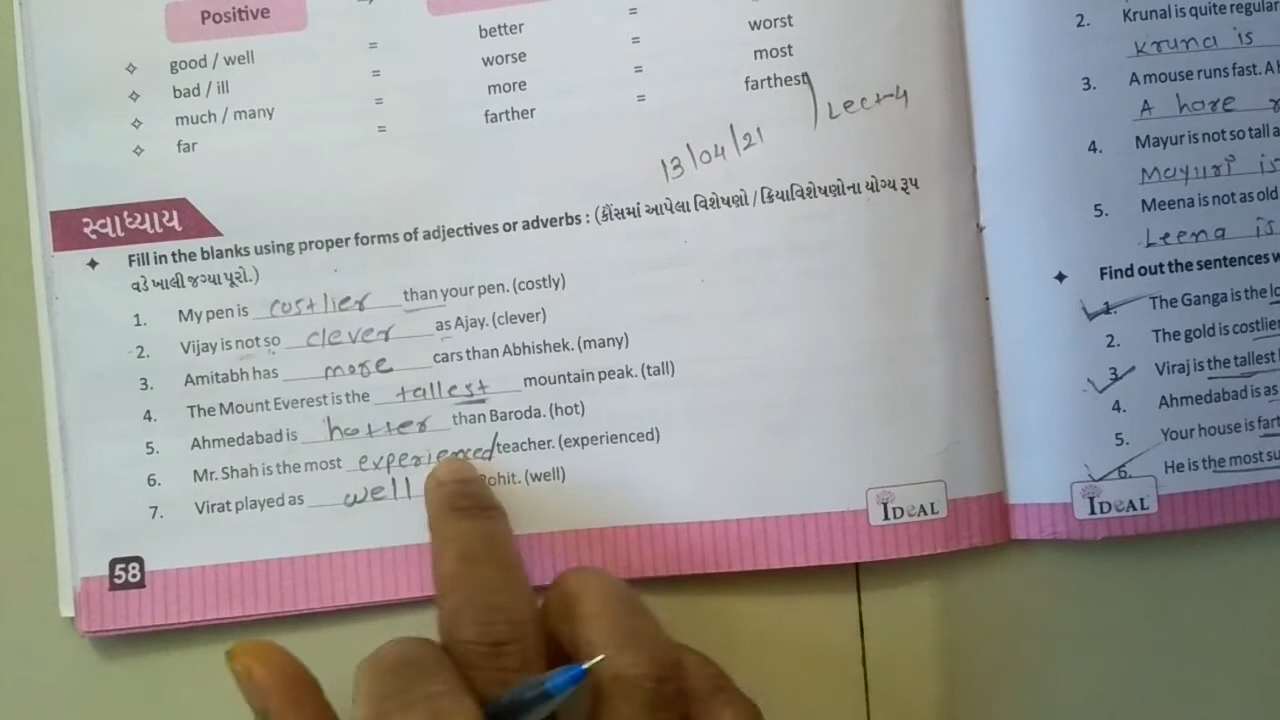 Positive
good / well = better = worst
bad / ill = worse = most
much / many = more = farthest
far = farther =
13/04/21 Lect-4
સ્વાધ્યાય
Fill in the blanks using proper forms of adjectives or adverbs : (કૌંસમાં આપેલા વિશેષણો / ક્રિયાવિશેષણોના યોગ્ય રૂપ
વડે ખાલી જગ્યા પૂરો.)
1. My pen is costlier than your pen. (costly)
2. Vijay is not so clever as Ajay. (clever)
3. Amitabh has more cars than Abhishek. (many)
4. The Mount Everest is the tallest mountain peak. (tall)
5. Ahmedabad is hotter than Baroda. (hot)
6. Mr. Shah is the most experienced teacher. (experienced)
7. Virat played as well Rohit. (well)
58
IDeAL
2. Krunal is quite regular
Kruna is
3. A mouse runs fast. A
A hare
4. Mayur is not so tall a
Mayuri is
5. Meena is not as old
Leena is
Find out the sentences
1. The Ganga is the lo
2. The gold is costlier
3. Viraj is the tallest
4. Ahmedabad is as
5. Your house is fart
6. He is the most su
IDeAL